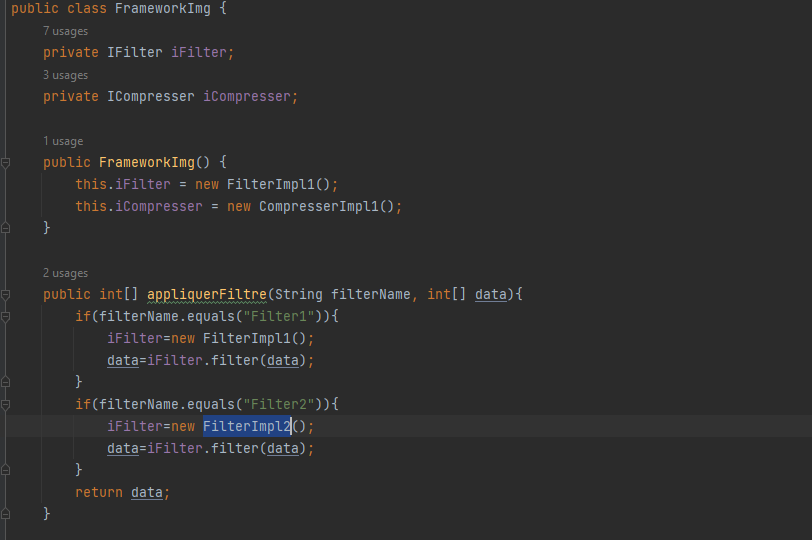 public class FrameworkImg {
7 usages
private IFilter iFilter;
3 usages
private ICompresser iCompresser;
1 usage
public FrameworkImg() {
this.iFilter = new FilterImpl1();
this.iCompresser = new CompresserImpl1();
}
2 usages
public int[] appliquerFiltre(String filterName, int[] data){
if(filterName.equals("Filter1")){
iFilter=new FilterImpl1();
data=iFilter.filter(data);
}
if(filterName.equals("Filter2")){
iFilter=new FilterImpl2();
data=iFilter.filter(data);
}
return data;
}